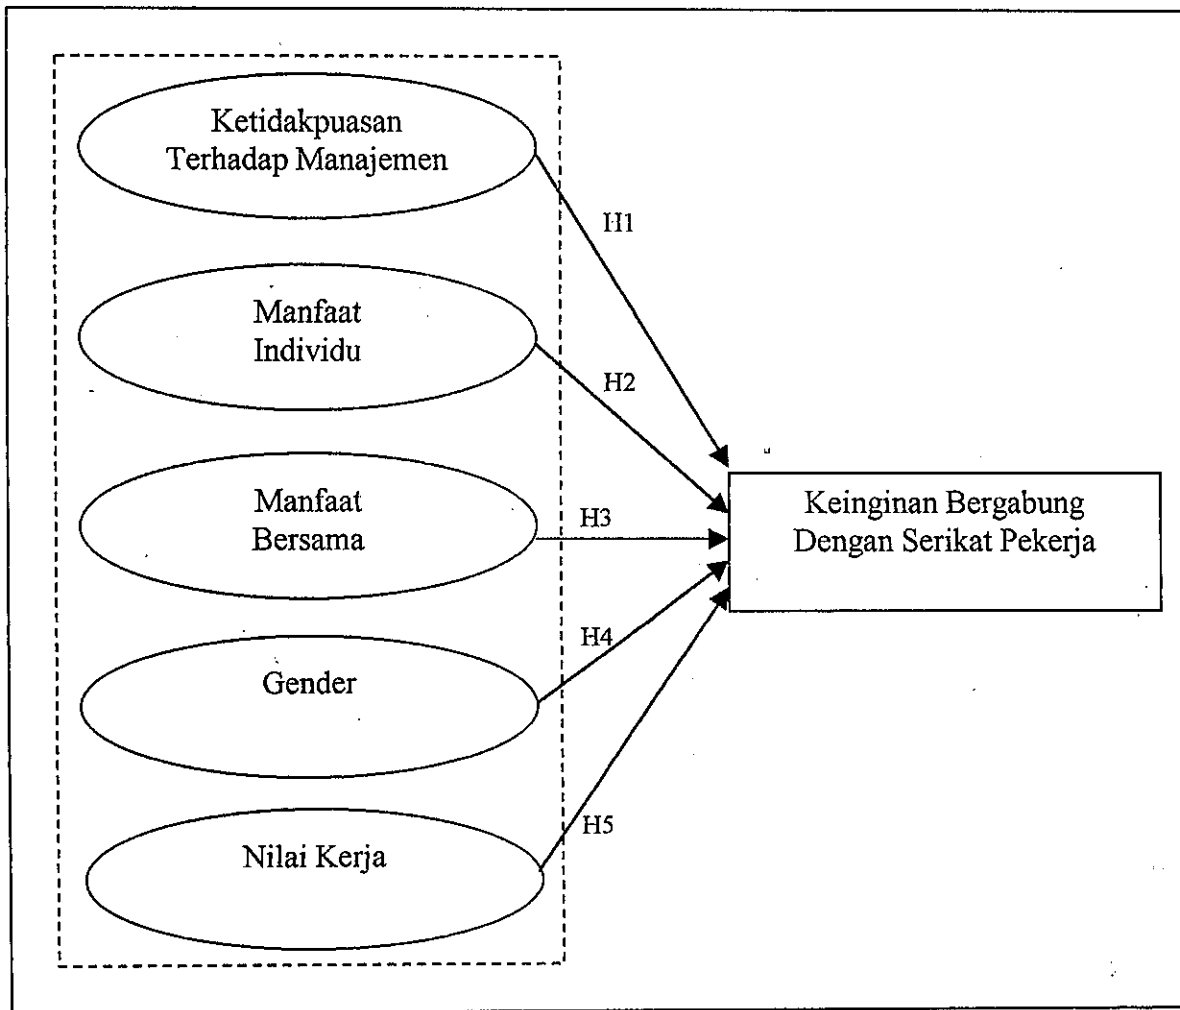 Ketidakpuasan
Terhadap Manajemen
H1
Manfaat
Individu
H2
Manfaat
Bersama
H3
Keinginan Bergabung
Dengan Serikat Pekerja
H4
Gender
H5
Nilai Kerja